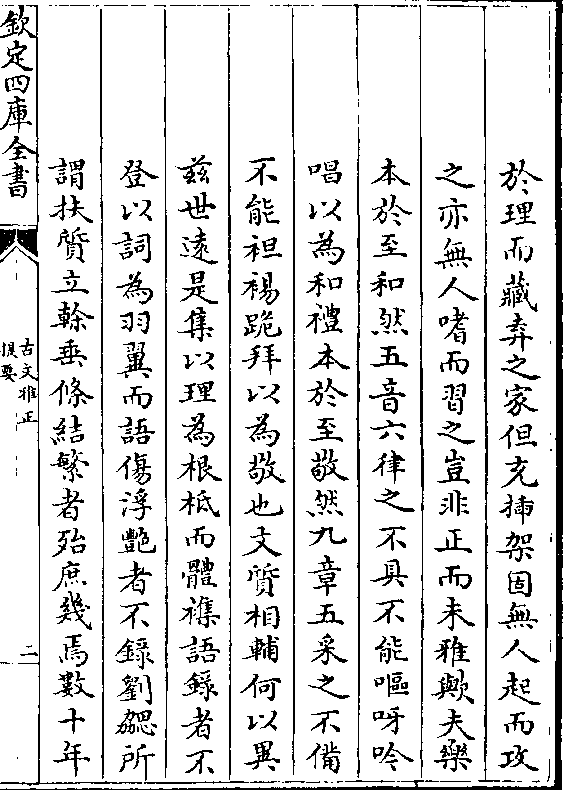 於理而藏弆之家但充揷架固無人起而攻
之亦無人嗜而習之豈非正而未雅歟夫樂
本於至和然五音六律之不具不能嘔呀吟
唱以為和禮本於至敬然九章五采之不備
不能袒裼跪拜以為敬也文質相輔何以異
兹世遠是集以理為根柢而體襍語錄者不
登以詞為羽翼而語傷浮艷者不錄劉勰所
謂扶質立榦垂條結繁者殆庶幾焉數十年
欽定四庫全書
古文雅正
提要
二